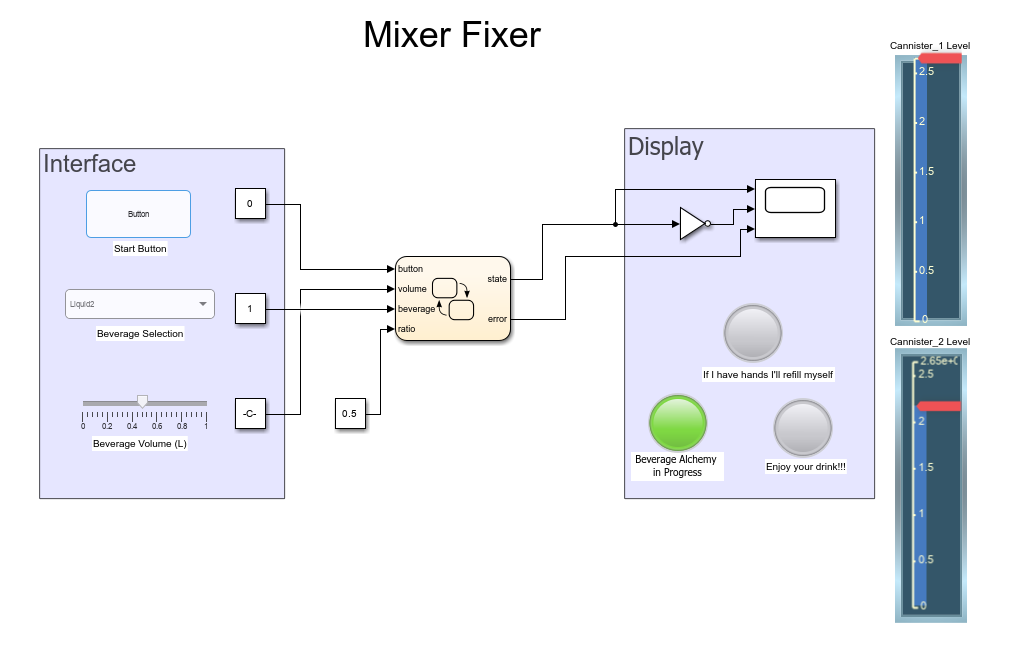 Mixer Fixer
Interface
Button
Start Button
Liquid2
Beverage Selection
0 0.2 0.4 0.6 0.8 1
Beverage Volume (L)
0
1
-C-
0.5
button
volume
beverage
ratio
state
error
Display
If I have hands I'll refill myself
Beverage Alchemy
in Progress
Enjoy your drink!!!
Cannister_1 Level
2.5
2
1.5
1
0.5
0
Cannister_2 Level
2.65e+0
2.5
2
1.5
1
0.5
0